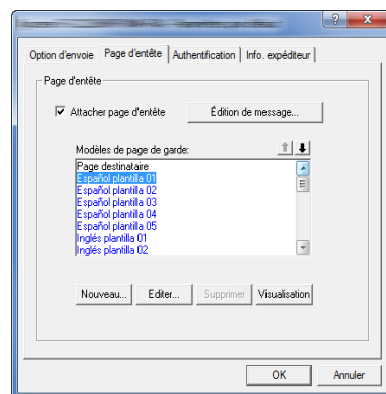 Option d'envoie Page d'entête Authentification Info. expéditeur
Page d'entête
Attacher page d'entête Édition de message...
Modèles de page de garde:
Page destinataire
Español plantilla 01
Español plantilla 02
Español plantilla 03
Español plantilla 04
Español plantilla 05
Inglés plantilla 01
Inglés plantilla 02
Nouveau... Editer... Supprimer Visualisation
OK Annuler